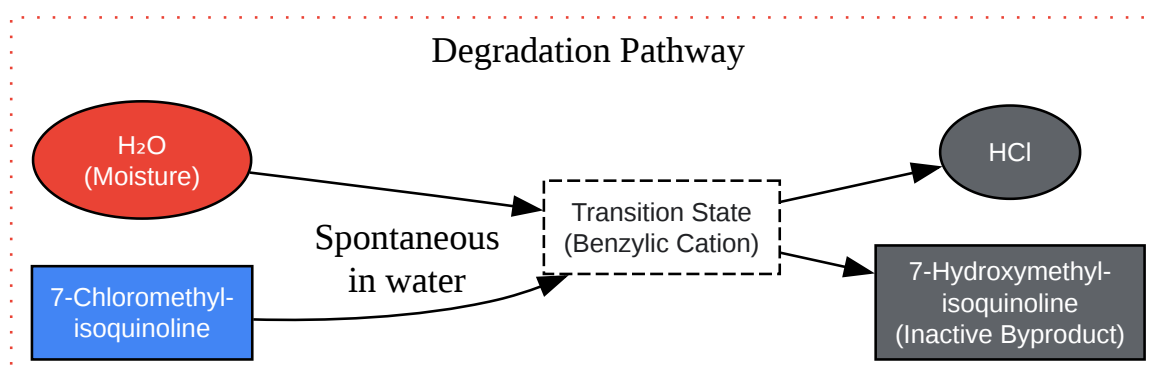 Degradation Pathway
H₂O
(Moisture)
HCl
Transition State
(Benzylic Cation)
Spontaneous
in water
7-Chloromethyl-
isoquinoline
7-Hydroxymethyl-
isoquinoline
(Inactive Byproduct)